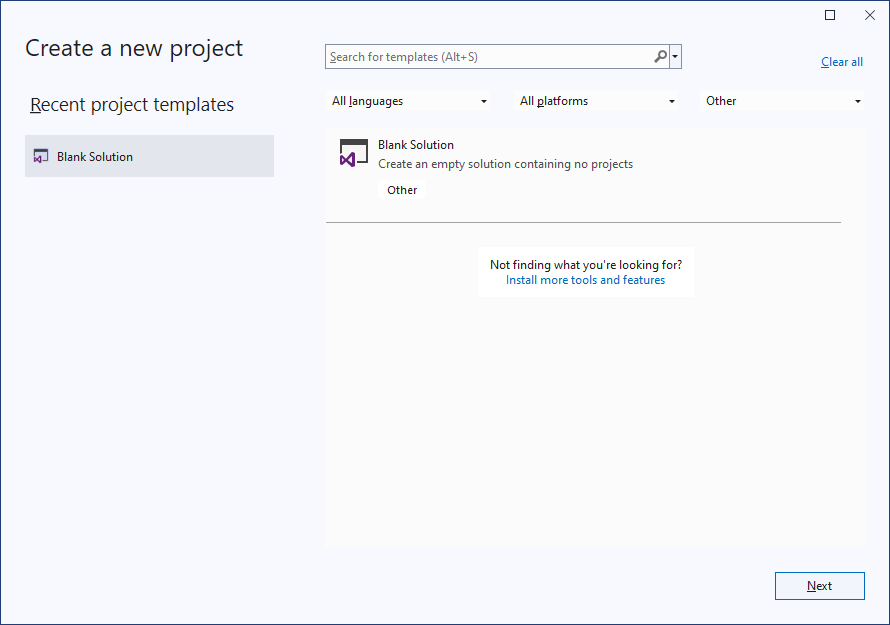 Create a new project
Search for templates (Alt+S)
Clear all
Recent project templates
All languages
All platforms
Other
Blank Solution
Blank Solution
Create an empty solution containing no projects
Other
Not finding what you're looking for?
Install more tools and features
Next